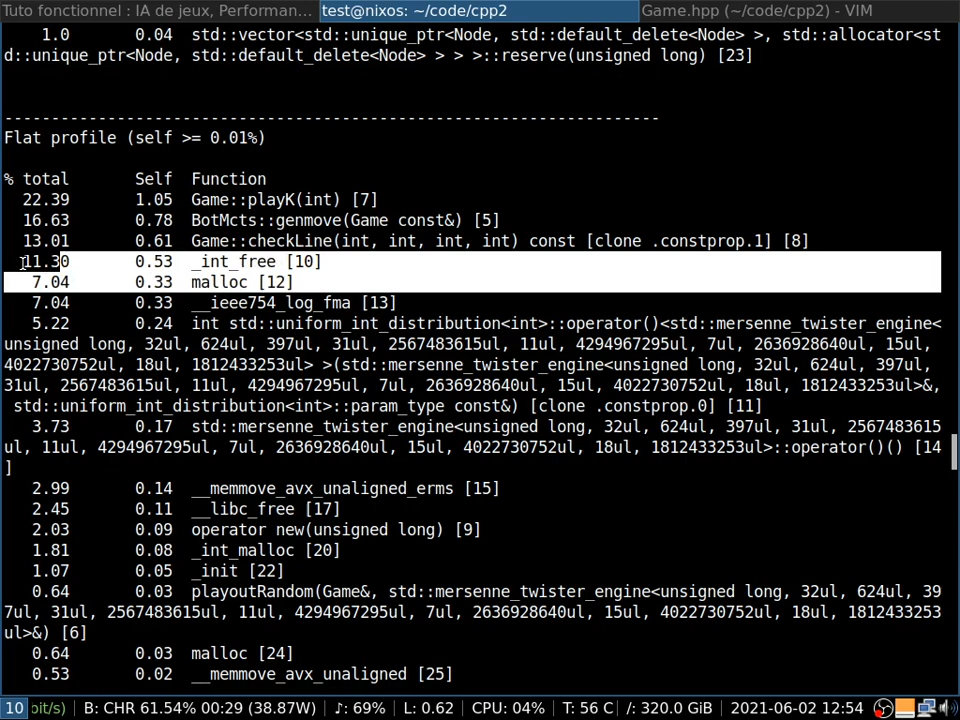 Tuto fonctionnel : IA de jeux, Performan... test@nixos: ~/code/cpp2 Game.hpp (~/code/cpp2) - VIM
1.0 0.04 std::vector<std::unique_ptr<Node, std::default_delete<Node> >, std::allocator<st
d::unique_ptr<Node, std::default_delete<Node> > > >::reserve(unsigned long) [23]
----------------------------------------------------------------------
Flat profile (self >= 0.01%)
% total Self Function
22.39 1.05 Game::playK(int) [7]
16.63 0.78 BotMcts::genmove(Game const&) [5]
13.01 0.61 Game::checkLine(int, int, int, int) const [clone .constprop.1] [8]
11.30 0.53 _int_free [10]
7.04 0.33 malloc [12]
7.04 0.33 __ieee754_log_fma [13]
5.22 0.24 int std::uniform_int_distribution<int>::operator()<std::mersenne_twister_engine<
unsigned long, 32ul, 624ul, 397ul, 31ul, 2567483615ul, 11ul, 4294967295ul, 7ul, 2636928640ul, 15ul,
4022730752ul, 18ul, 1812433253ul> >(std::mersenne_twister_engine<unsigned long, 32ul, 624ul, 397ul,
31ul, 2567483615ul, 11ul, 4294967295ul, 7ul, 2636928640ul, 15ul, 4022730752ul, 18ul, 1812433253ul>&,
std::uniform_int_distribution<int>::param_type const&) [clone .constprop.0] [11]
3.73 0.17 std::mersenne_twister_engine<unsigned long, 32ul, 624ul, 397ul, 31ul, 2567483615
ul, 11ul, 4294967295ul, 7ul, 2636928640ul, 15ul, 4022730752ul, 18ul, 1812433253ul>::operator()() [14
]
2.99 0.14 __memmove_avx_unaligned_erms [15]
2.45 0.11 __libc_free [17]
2.03 0.09 operator new(unsigned long) [9]
1.81 0.08 _int_malloc [20]
1.07 0.05 _init [22]
0.64 0.03 playoutRandom(Game&, std::mersenne_twister_engine<unsigned long, 32ul, 624ul, 39
7ul, 31ul, 2567483615ul, 11ul, 4294967295ul, 7ul, 2636928640ul, 15ul, 4022730752ul, 18ul, 1812433253
ul>&) [6]
0.64 0.03 malloc [24]
0.53 0.02 __memmove_avx_unaligned [25]
10 bit/s) | B: CHR 61.54% 00:29 (38.87W) | ♪: 69% | L: 0.62 | CPU: 04% | T: 56 C | /: 320.0 GiB | 2021-06-02 12:54